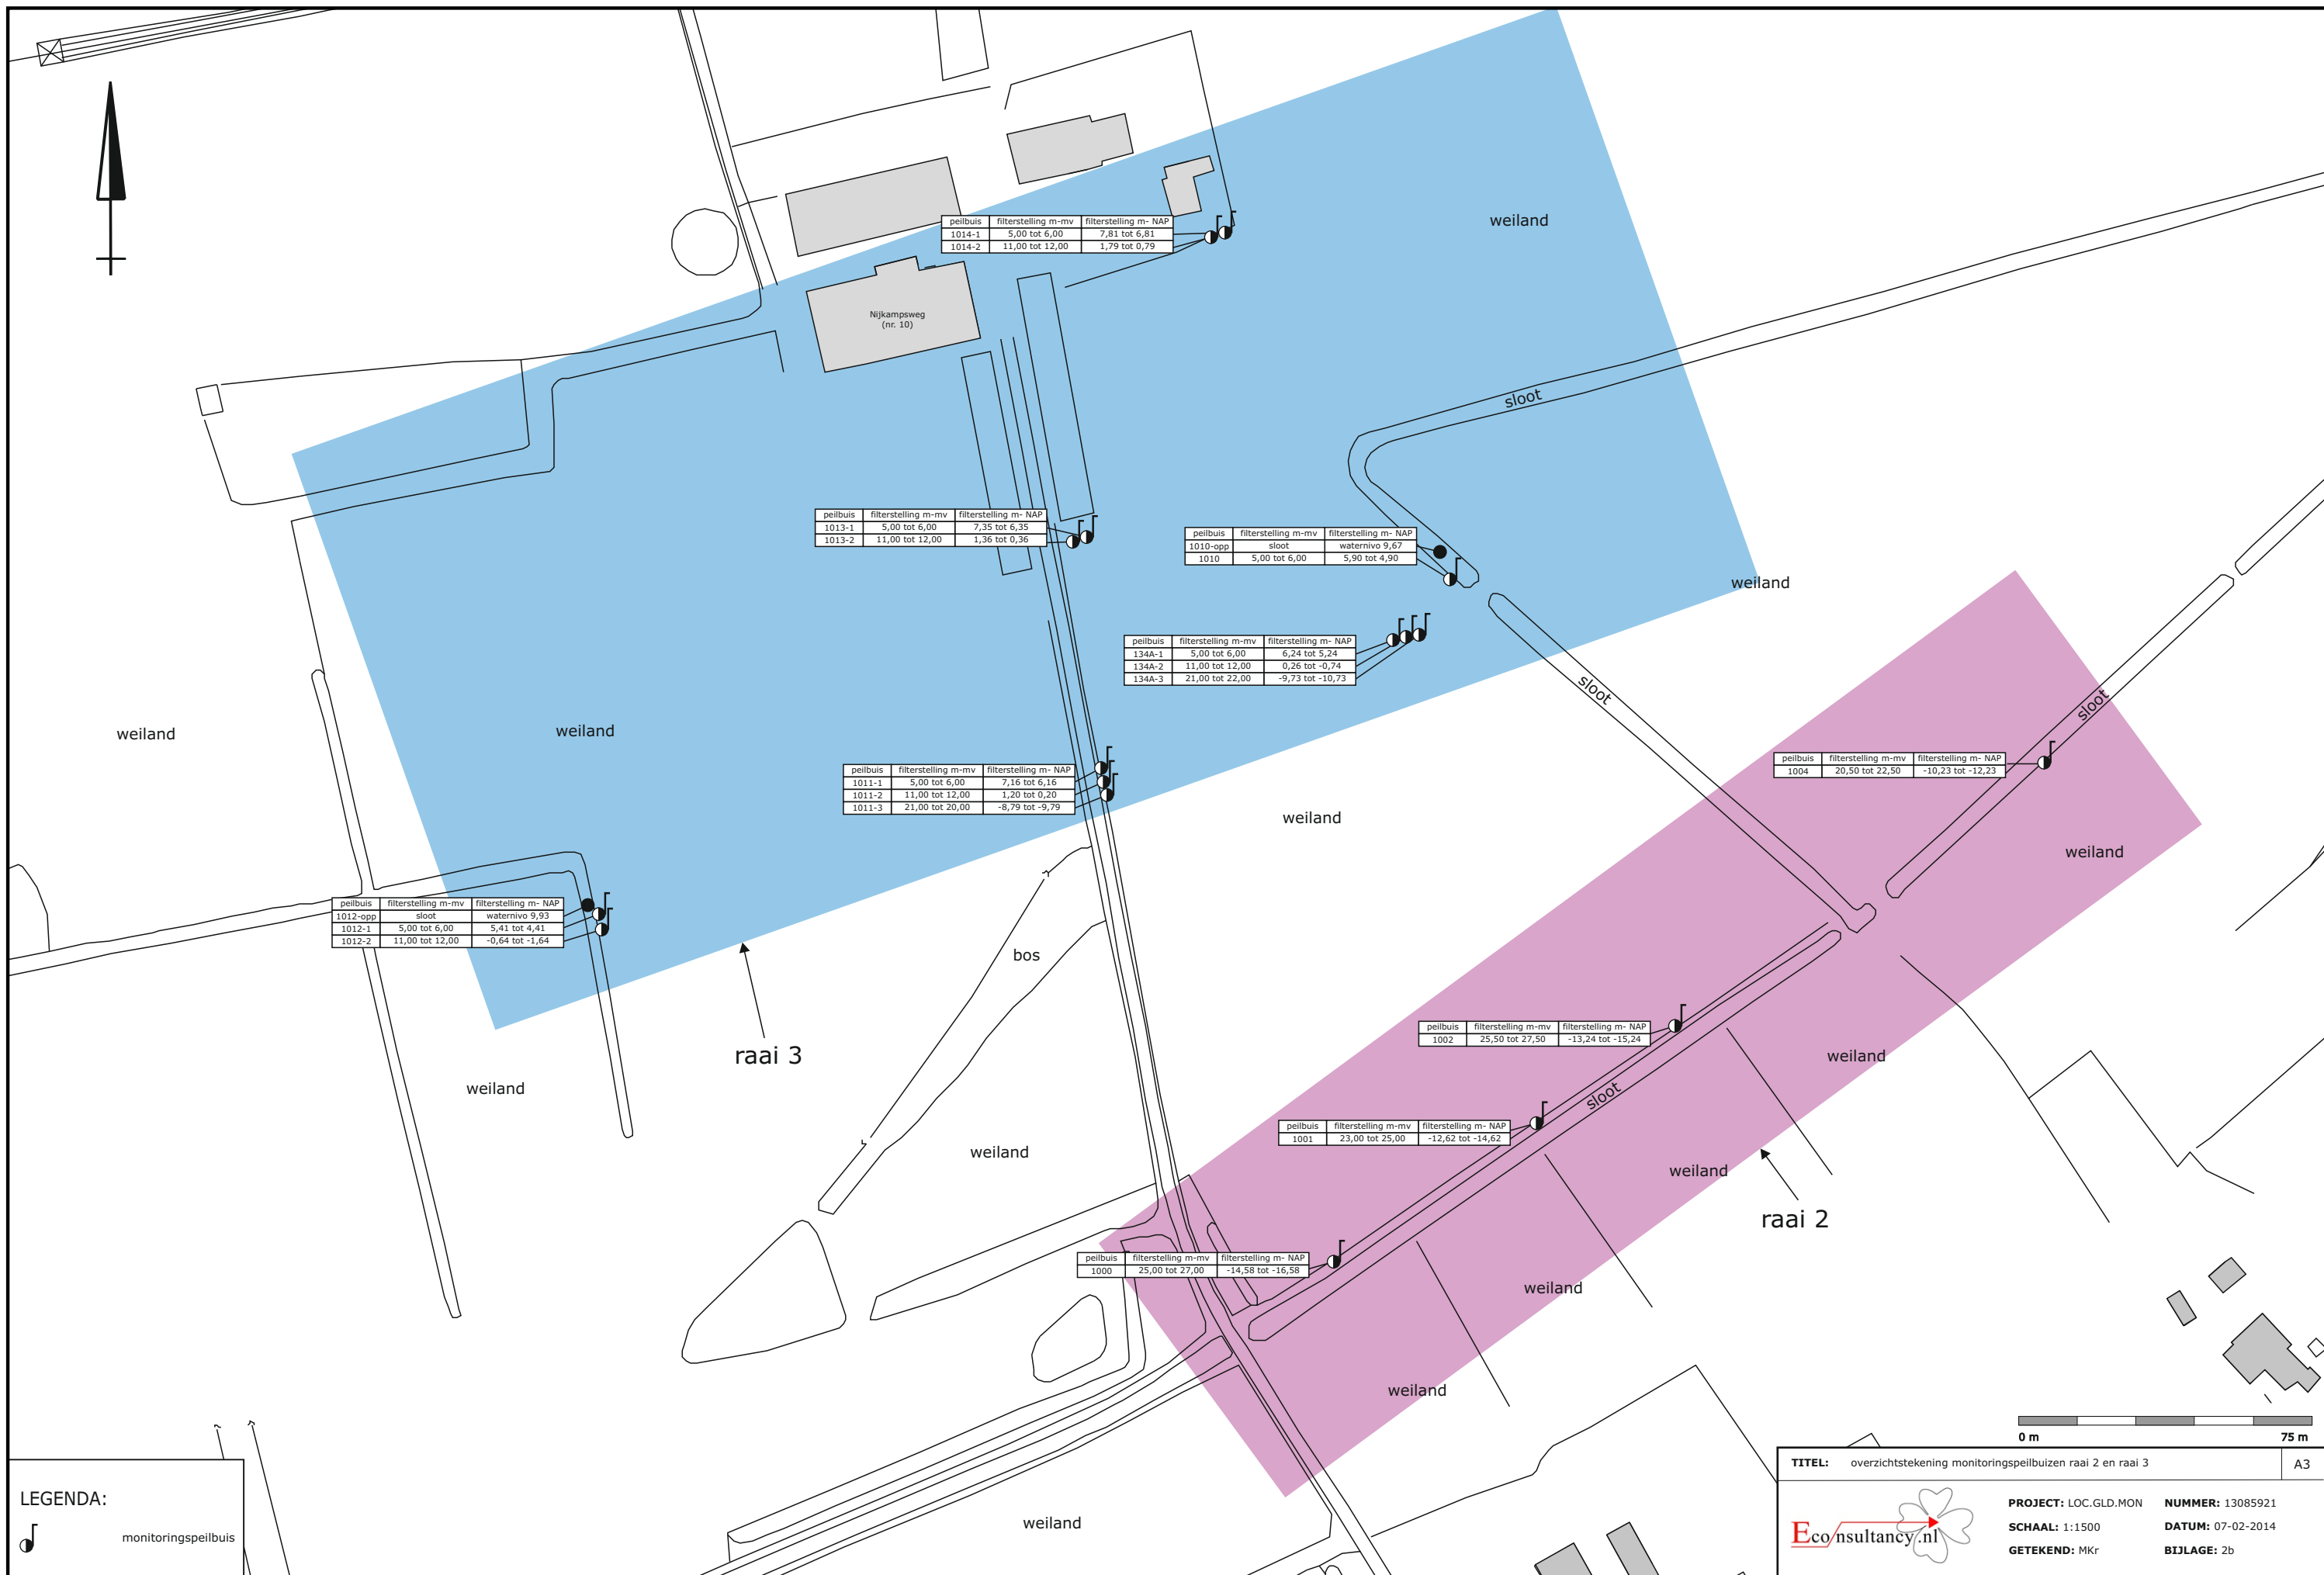 weiland
peilbuis filterstelling m-mv filterstelling m- NAP
1014-1 5,00 tot 6,00 7,81 tot 6,81
1014-2 11,00 tot 12,00 1,79 tot 0,79
Nijkampsweg
(nr. 10)
sloot
peilbuis filterstelling m-mv filterstelling m- NAP
1013-1 5,00 tot 6,00 7,35 tot 6,35
1013-2 11,00 tot 12,00 1,36 tot 0,36
peilbuis filterstelling m-mv filterstelling m- NAP
1010-opp sloot waternivo 9,67
1010 5,00 tot 6,00 5,90 tot 4,90
weiland
peilbuis filterstelling m-mv filterstelling m- NAP
134A-1 5,00 tot 6,00 6,24 tot 5,24
134A-2 11,00 tot 12,00 0,26 tot -0,74
134A-3 21,00 tot 22,00 -9,73 tot -10,73
sloot
sloot
weiland
weiland
peilbuis filterstelling m-mv filterstelling m- NAP
1004 20,50 tot 22,50 -10,23 tot -12,23
peilbuis filterstelling m-mv filterstelling m- NAP
1011-1 5,00 tot 6,00 7,16 tot 6,16
1011-2 11,00 tot 12,00 1,20 tot 0,20
1011-3 21,00 tot 20,00 -8,79 tot -9,79
weiland
weiland
peilbuis filterstelling m-mv filterstelling m- NAP
1012-opp sloot waternivo 9,93
1012-1 5,00 tot 6,00 5,41 tot 4,41
1012-2 11,00 tot 12,00 -0,64 tot -1,64
bos
raai 3
peilbuis filterstelling m-mv filterstelling m- NAP
1002 25,50 tot 27,50 -13,24 tot -15,24
weiland
weiland
sloot
peilbuis filterstelling m-mv filterstelling m- NAP
1001 23,00 tot 25,00 -12,62 tot -14,62
weiland
weiland
raai 2
peilbuis filterstelling m-mv filterstelling m- NAP
1000 25,00 tot 27,00 -14,58 tot -16,58
weiland
weiland
weiland
0 m 75 m
LEGENDA:
monitoringspeilbuis
TITEL: overzichtstekening monitoringspeilbuizen raai 2 en raai 3 A3
Econsultancy.nl
PROJECT: LOC.GLD.MON NUMMER: 13085921
SCHAAL: 1:1500 DATUM: 07-02-2014
GETEKEND: MKr BIJLAGE: 2b